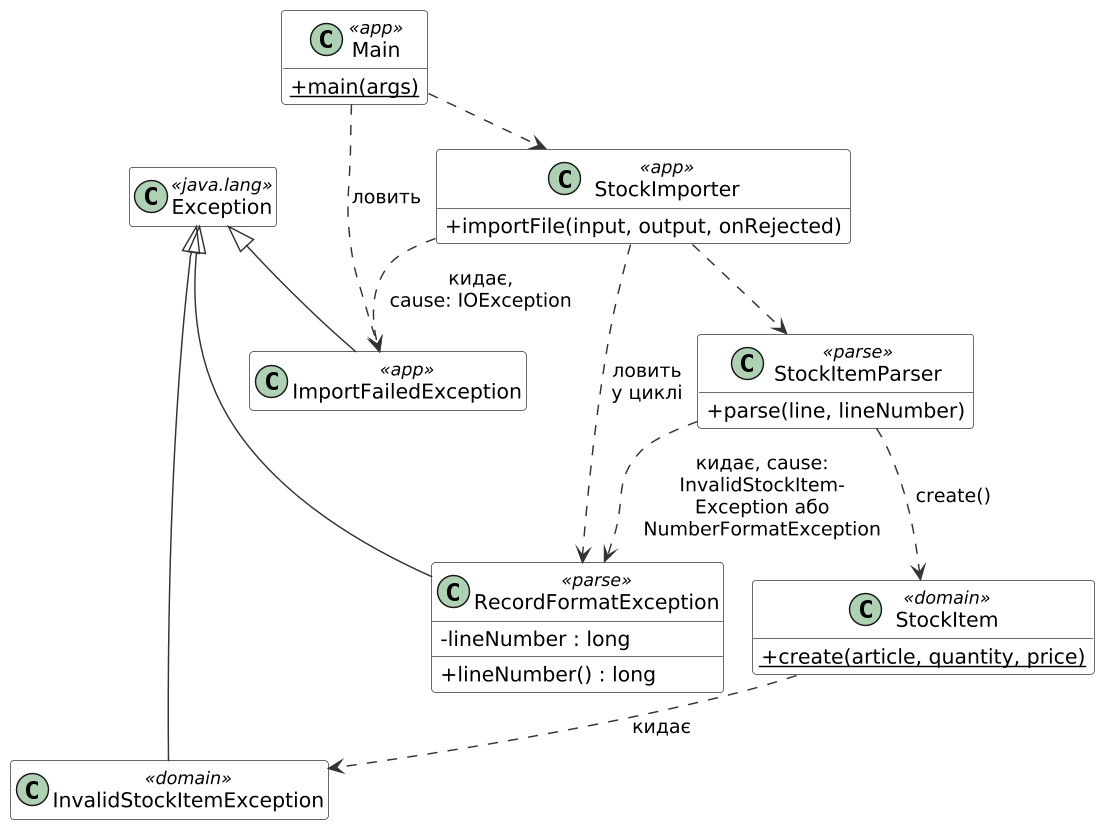 C
«app»
Main
+main(args)
C
«app»
StockImporter
+importFile(input, output, onRejected)
C
«java.lang»
Exception
ловить
кидає,
cause: IOException
C
«app»
ImportFailedException
ловить
у циклі
C
«parse»
StockItemParser
+parse(line, lineNumber)
кидає, cause:
InvalidStockItem-
Exception або
NumberFormatException
create()
C
«parse»
RecordFormatException
-lineNumber : long
+lineNumber() : long
C
«domain»
StockItem
+create(article, quantity, price)
кидає
C
«domain»
InvalidStockItemException